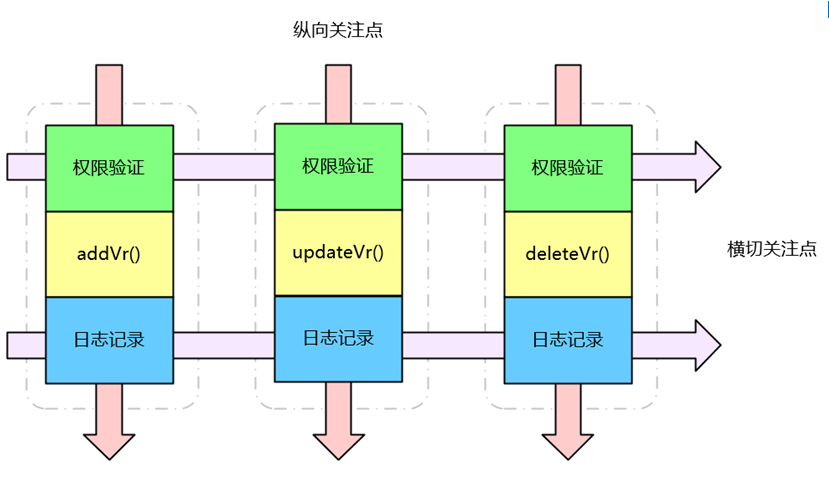 纵向关注点
权限验证
权限验证
权限验证
addVr()
updateVr()
deleteVr()
横切关注点
日志记录
日志记录
日志记录